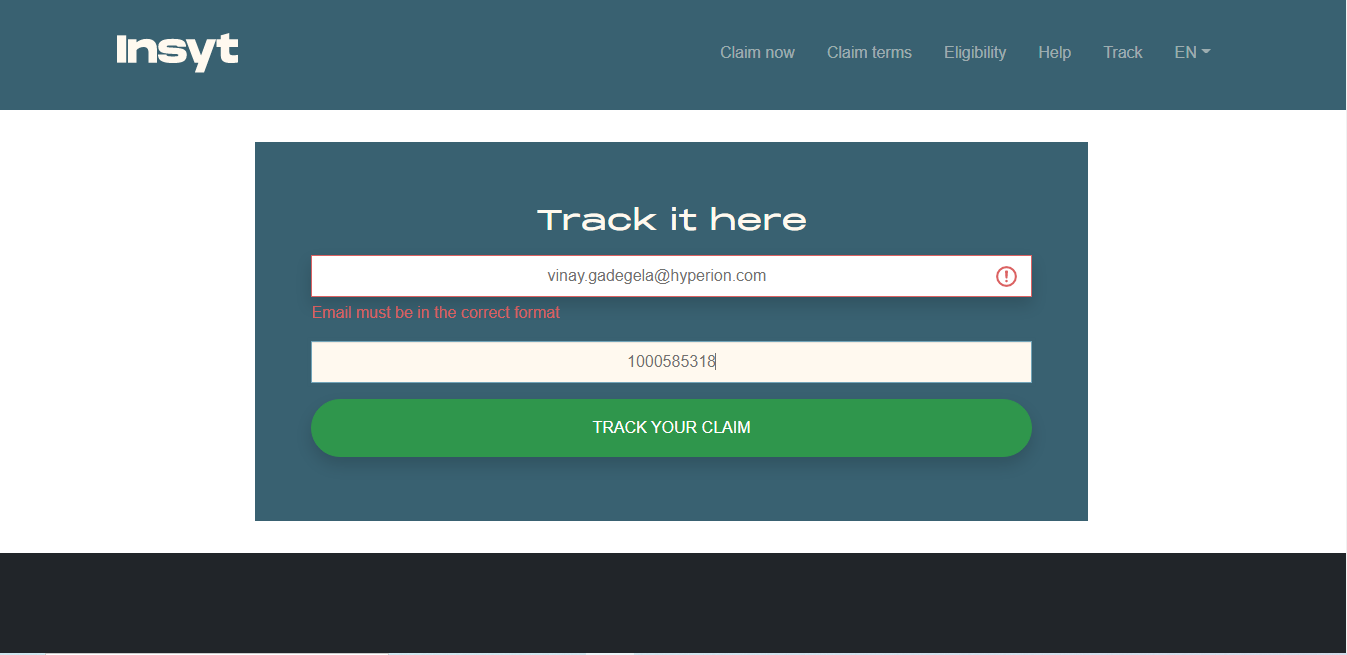 Insyt
Claim now Claim terms Eligibility Help Track EN
Track it here
vinay.gadegela@hyperion.com
Email must be in the correct format
1000585318
TRACK YOUR CLAIM